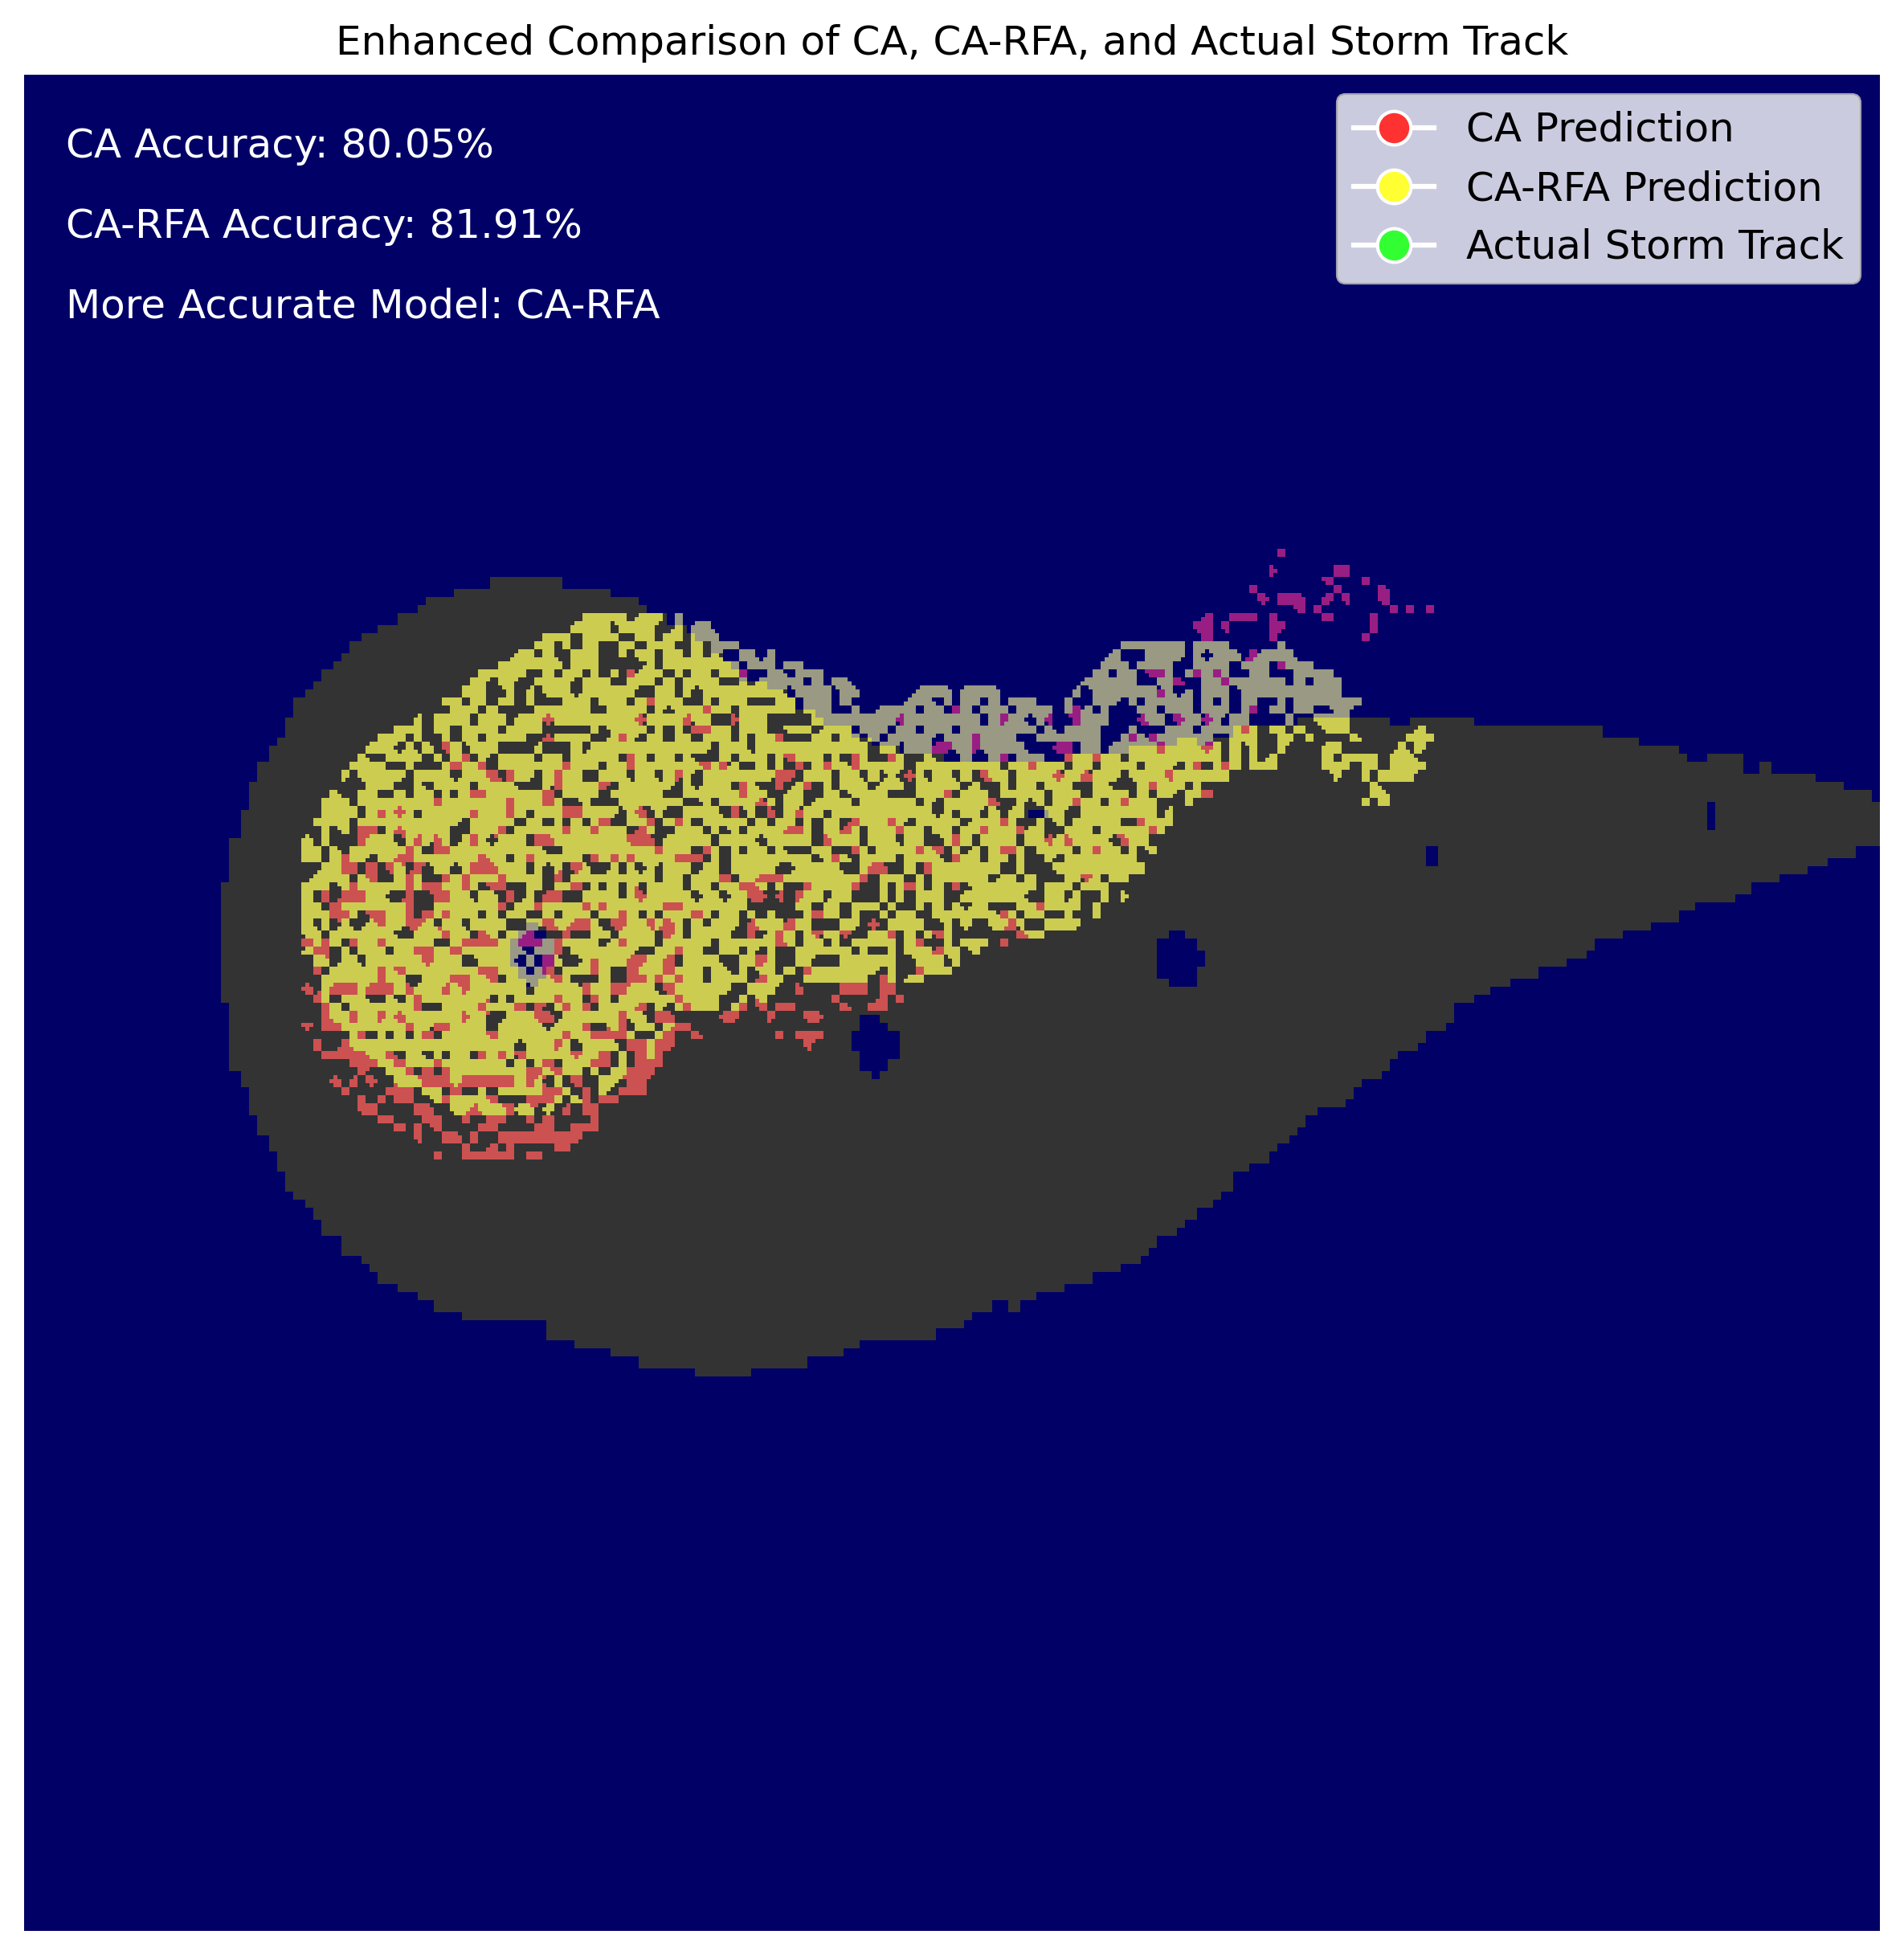 Enhanced Comparison of CA, CA-RFA, and Actual Storm Track
CA Accuracy: 80.05%
CA-RFA Accuracy: 81.91%
More Accurate Model: CA-RFA
CA Prediction
CA-RFA Prediction
Actual Storm Track